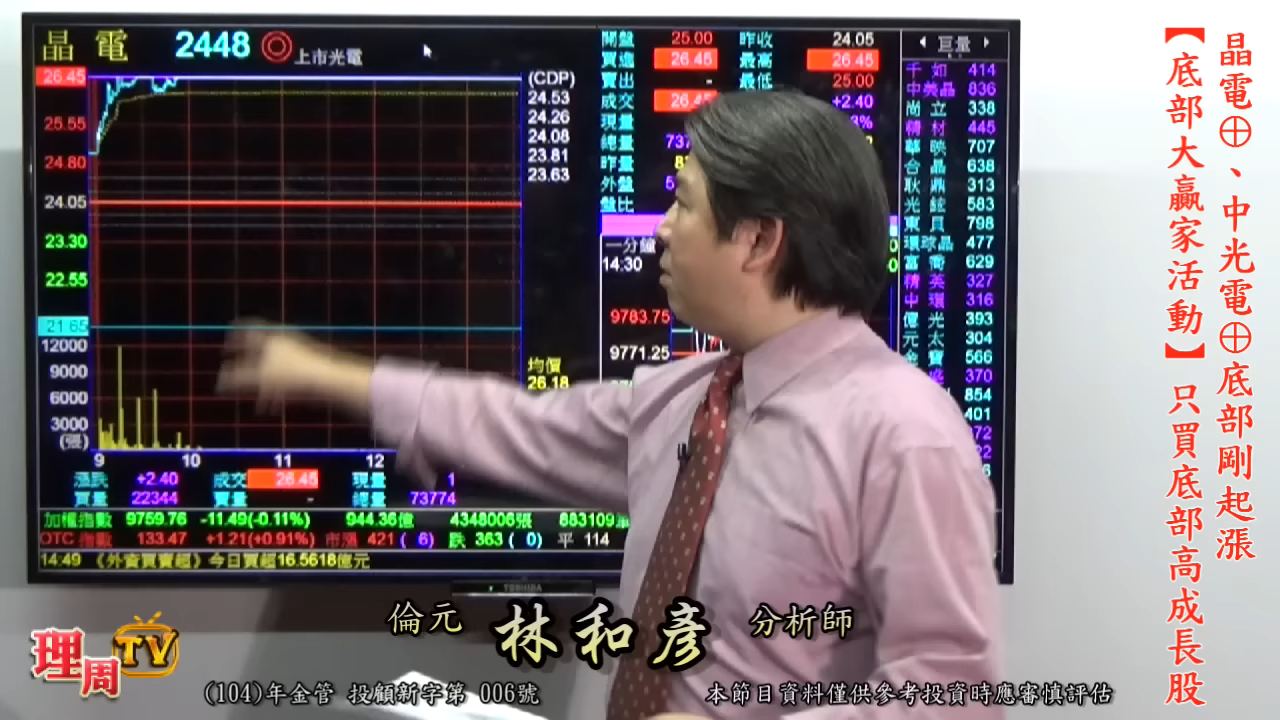 晶電 2448 ◎上市光電
26.45
25.55
24.80
24.05
23.30
22.55
21.65
12000
9000
6000
3000
(張)
9 10 11 12
(CDP)
24.53
24.26
24.08
23.81
23.63
均價
26.18
開盤 25.00 昨收 24.05
買進 26.45 最高 26.45
賣出 - 最低 25.00
成交 26.45 +2.40
現量
總量
昨量
外盤
盤比
一分鐘
14:30
9783.75
9771.25
巨量
千如 414
中美晶 836
尚立 338
精材 445
華映 707
合晶 638
耿鼎 313
光鋐 583
東貝 798
環球晶 477
富喬 629
精英 327
中環 316
億光 393
元太 304
金寶 566
370
854
401
漲跌 +2.40 成交 26.45 現量 1
買量 22344 賣量 - 總量 73774
加權指數 9759.76 -11.49(-0.11%) 944.36億 4348006張 883109筆
OTC 指數 133.47 +1.21(+0.91%) 市漲 421 ( 6) 跌 363 ( 0) 平 114
14:49 《外資買賣超》今日買超16.5618億元
TOSHIBA
晶電⊕、中光電⊕底部剛起漲
【底部大贏家活動】只買底部高成長股
倫元 林和彥 分析師
理周TV
(104)年金管 投顧新字第 006號
本節目資料僅供參考投資時應審慎評估